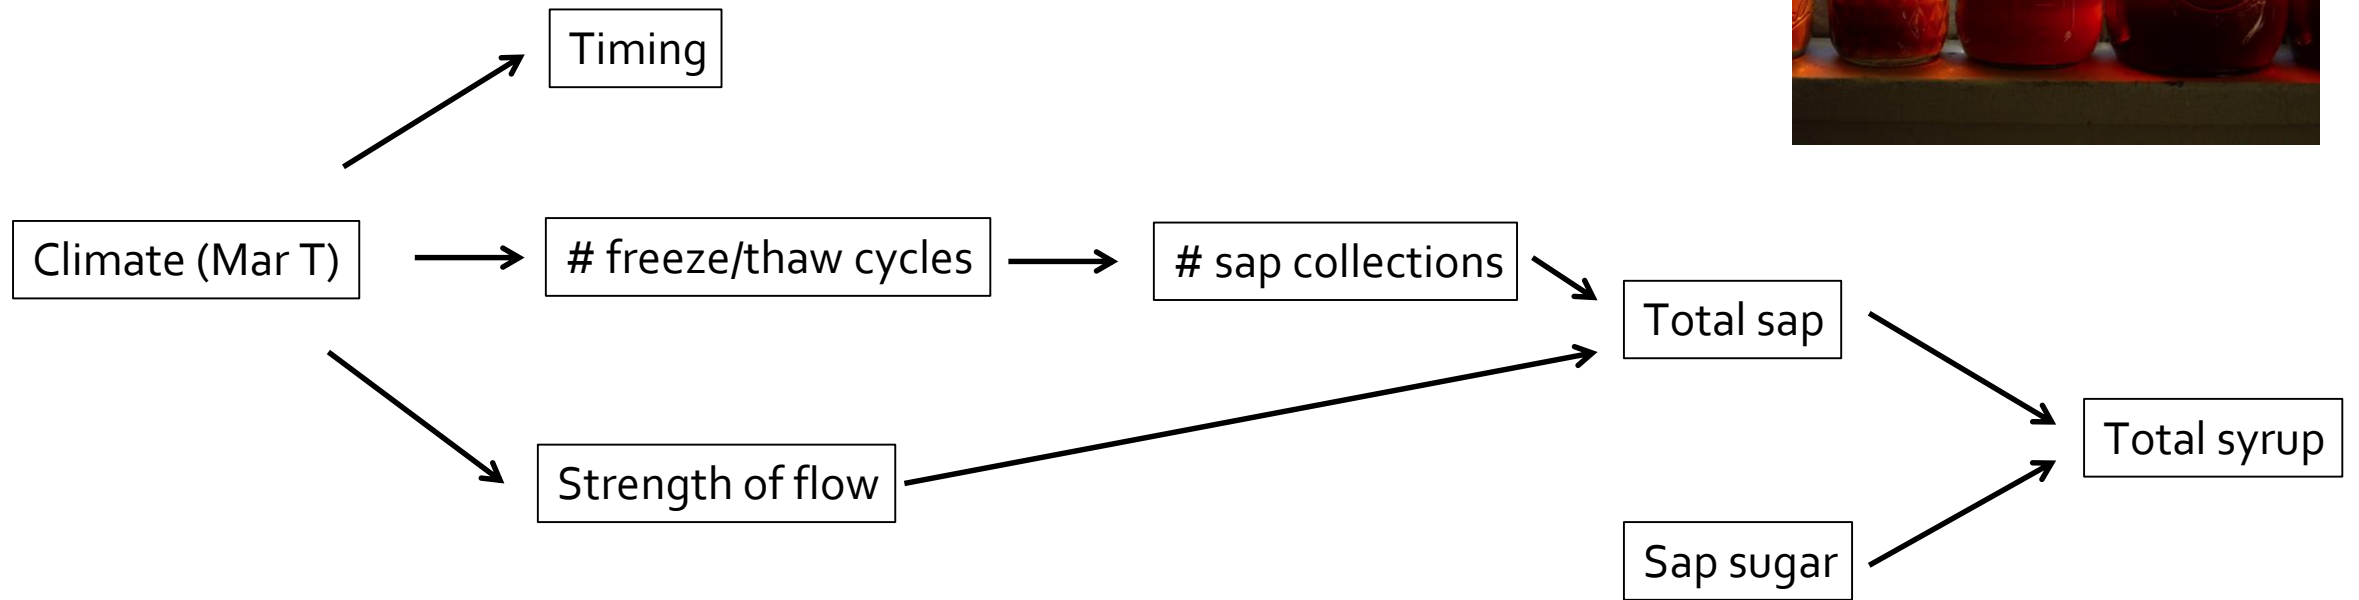 Timing
Climate (Mar T)
# freeze/thaw cycles
# sap collections
Total sap
Total syrup
Strength of flow
Sap sugar